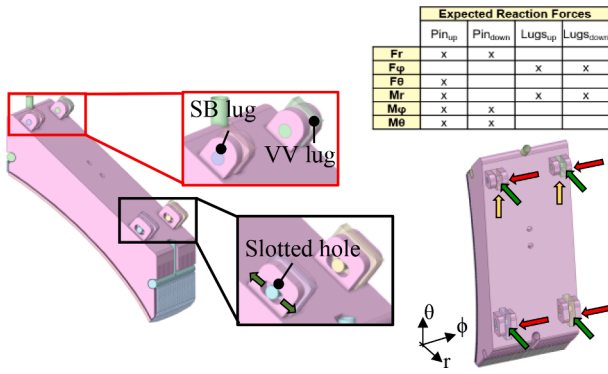 Expected Reaction Forces
Pinup Pindown Lugsup Lugsdown
Fr x x
Fφ x x
Fθ x
Mr x x x
Mφ x x
Mθ x x
SB lug
VV lug
Slotted hole
θ
ϕ
r